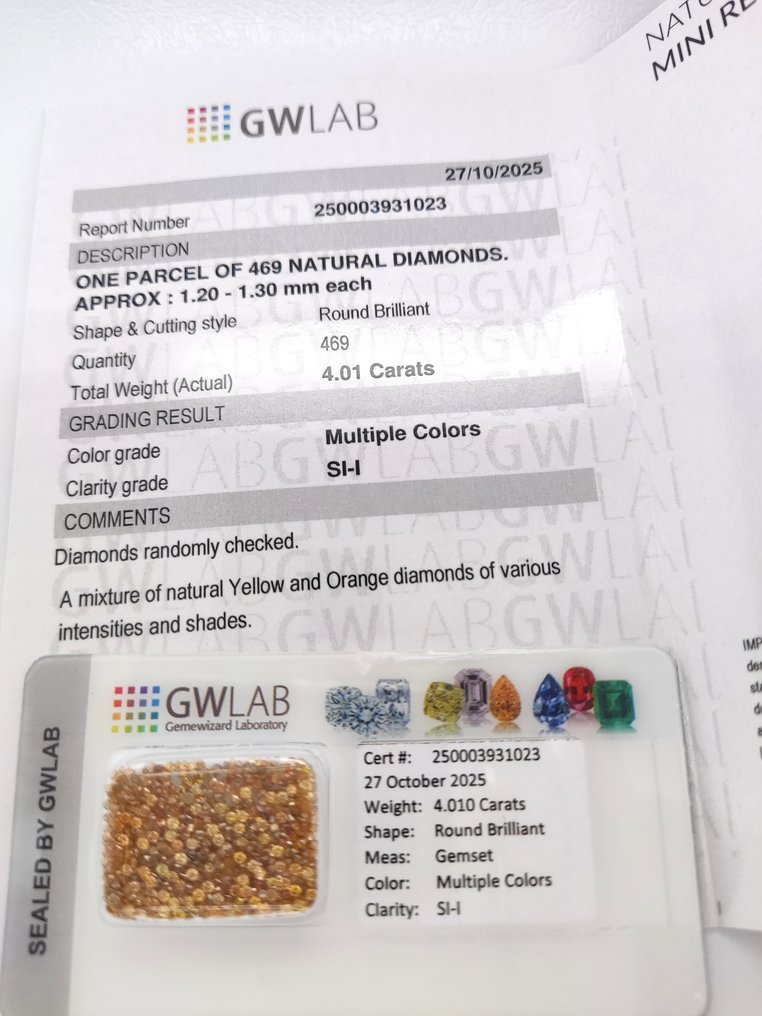 NATU
MINI RE
GWLAB
27/10/2025
Report Number 250003931023
DESCRIPTION
ONE PARCEL OF 469 NATURAL DIAMONDS.
APPROX : 1.20 - 1.30 mm each
Shape & Cutting style Round Brilliant
Quantity 469
Total Weight (Actual) 4.01 Carats
GRADING RESULT
Color grade Multiple Colors
Clarity grade SI-I
COMMENTS
Diamonds randomly checked.
A mixture of natural Yellow and Orange diamonds of various
intensities and shades.
IMP
SEALED BY GWLAB
GWLAB
Gemewizard Laboratory
Cert #: 250003931023
27 October 2025
Weight: 4.010 Carats
Shape: Round Brilliant
Meas: Gemset
Color: Multiple Colors
Clarity: SI-I